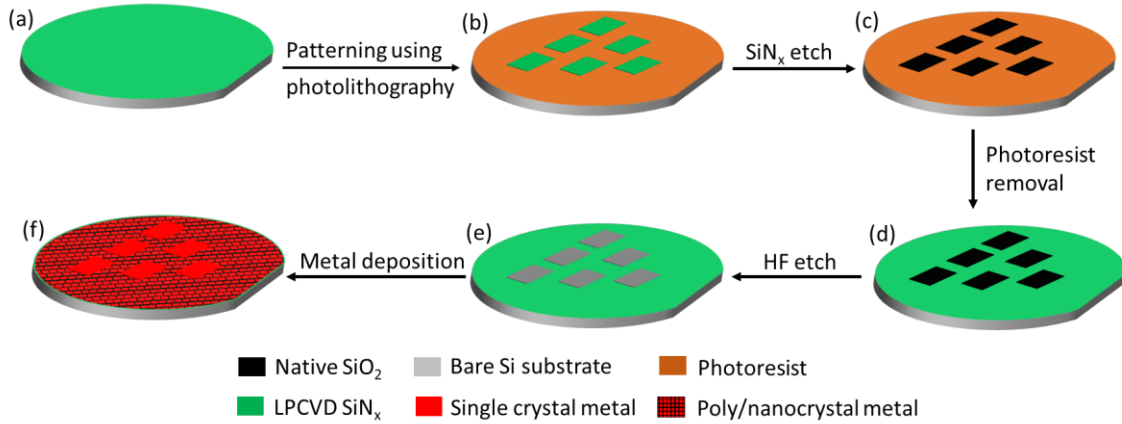 (a)
Patterning using
photolithography
(b)
SiNx etch
(c)
Photoresist
removal
(d)
HF etch
(e)
Metal deposition
(f)
Native SiO2
Bare Si substrate
Photoresist
LPCVD SiNx
Single crystal metal
Poly/nanocrystal metal